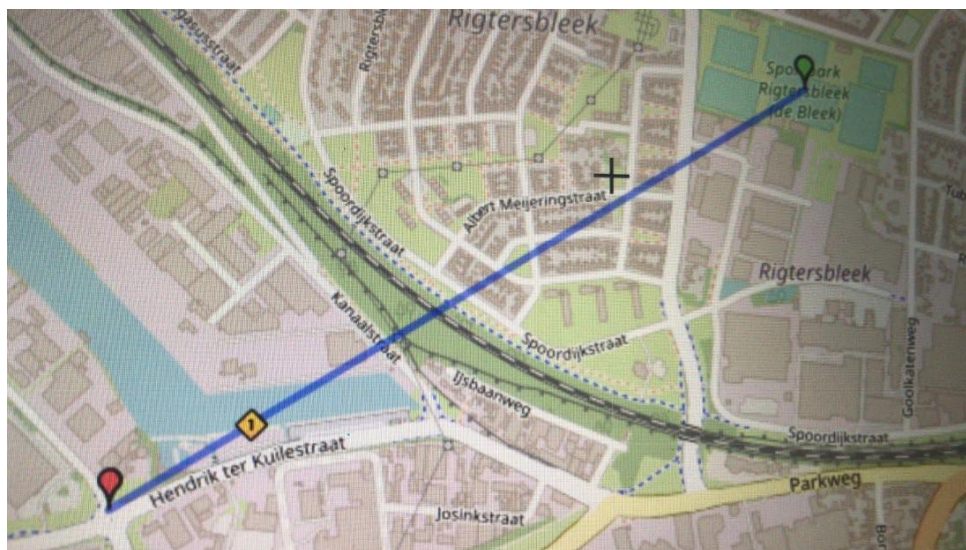 Rigtersbleek
Sportpark
Rigtersbleek
(de Bleek)
Spoordijkstraat
Albert Meijeringstraat
Rigtersbleek
Kanaalstraat
Spoordijkstraat
IJsbaanweg
Goolkatenweg
1
Hendrik ter Kuilestraat
Spoordijkstraat
Parkweg
Josinkstraat